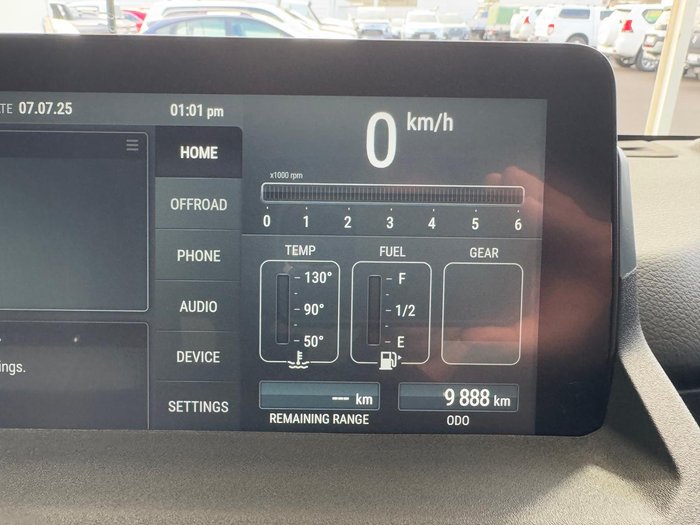 07.07.25
01:01 pm
HOME
OFFROAD
PHONE
AUDIO
DEVICE
SETTINGS
ings.
0 km/h
x1000 rpm
0 1 2 3 4 5 6
TEMP
130°
90°
50°
FUEL
F
1/2
E
GEAR
--- km
REMAINING RANGE
9 888 km
ODO